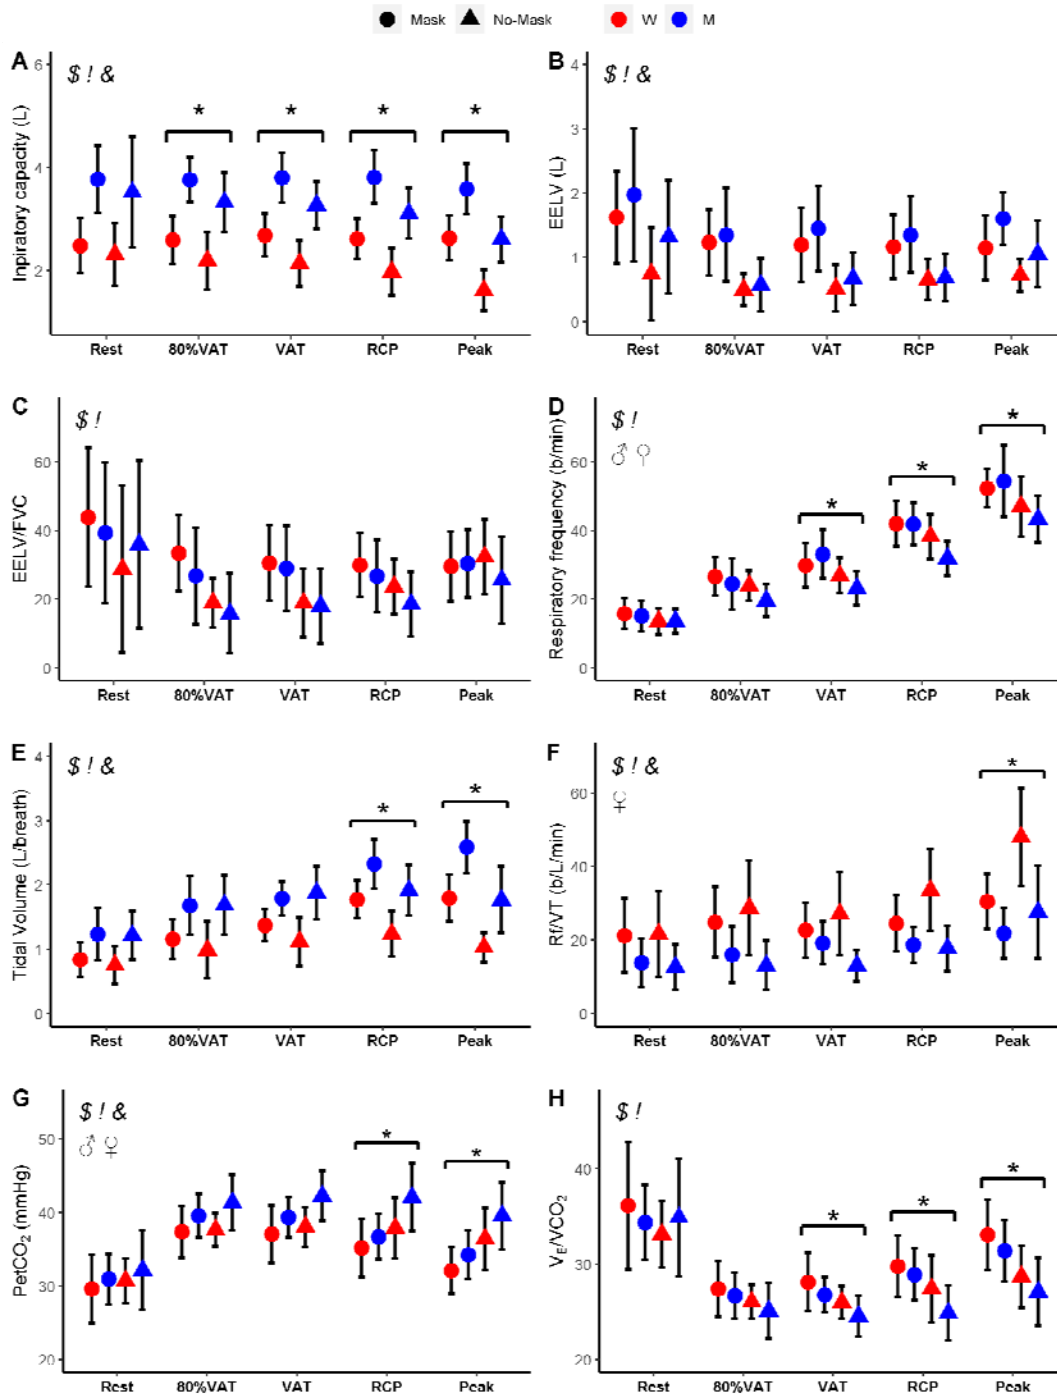 Mask No-Mask W M
A
$ ! &
Inpiratory capacity (L)
6
4
2
*
*
*
*
Rest 80%VAT VAT RCP Peak
B
$ ! &
EELV (L)
4
3
2
1
0
Rest 80%VAT VAT RCP Peak
C
$ !
EELV/FVC
60
40
20
0
Rest 80%VAT VAT RCP Peak
D
$ !
♂ ♀
Respiratory frequency (b/min)
60
40
20
0
*
*
*
Rest 80%VAT VAT RCP Peak
E
$ ! &
Tidal Volume (L/breath)
4
3
2
1
0
*
*
Rest 80%VAT VAT RCP Peak
F
$ ! &
♀
Rf/VT (b/L/min)
60
40
20
0
*
Rest 80%VAT VAT RCP Peak
G
$ ! &
♂ ♀
PetCO₂ (mmHg)
50
40
30
20
*
*
Rest 80%VAT VAT RCP Peak
H
$ !
VE/VCO₂
40
30
20
*
*
*
Rest 80%VAT VAT RCP Peak